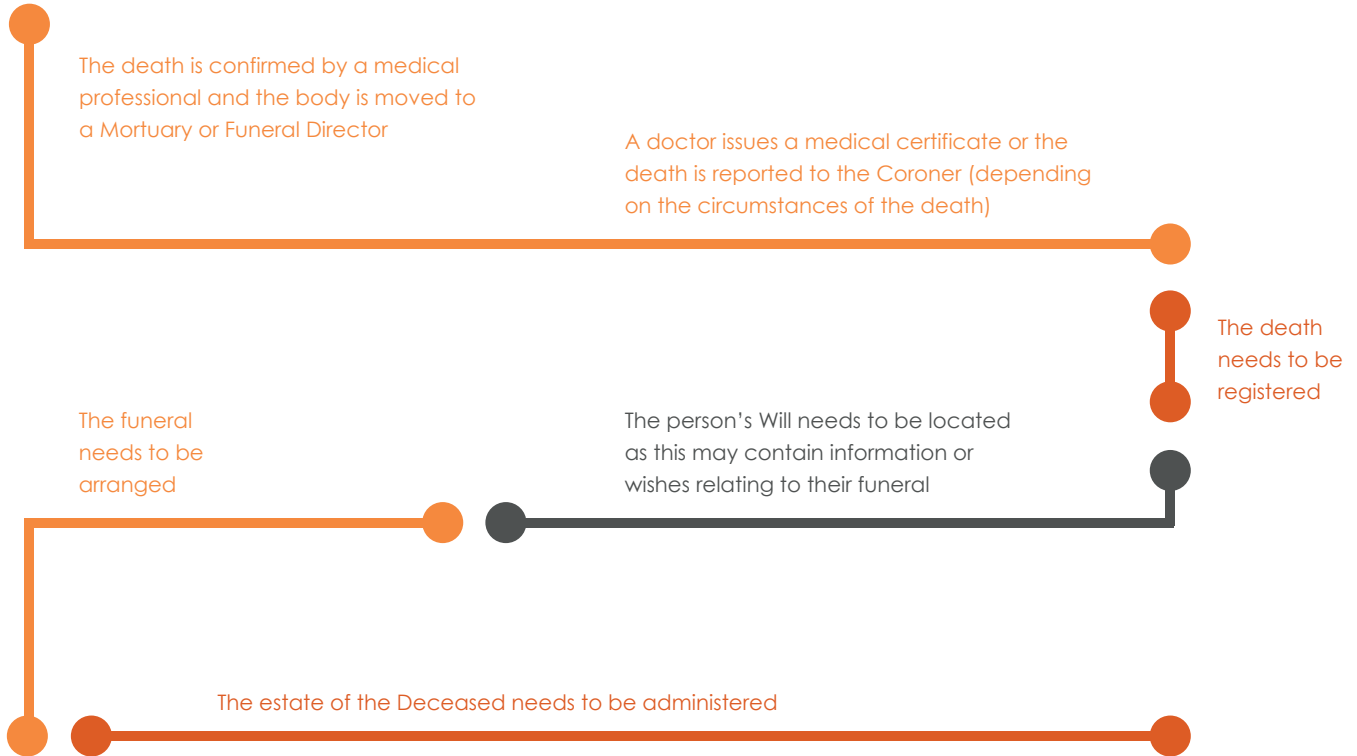 The death is confirmed by a medical
professional and the body is moved to
a Mortuary or Funeral Director
A doctor issues a medical certificate or the
death is reported to the Coroner (depending
on the circumstances of the death)
The death
needs to be
registered
The person’s Will needs to be located
as this may contain information or
wishes relating to their funeral
The funeral
needs to be
arranged
The estate of the Deceased needs to be administered